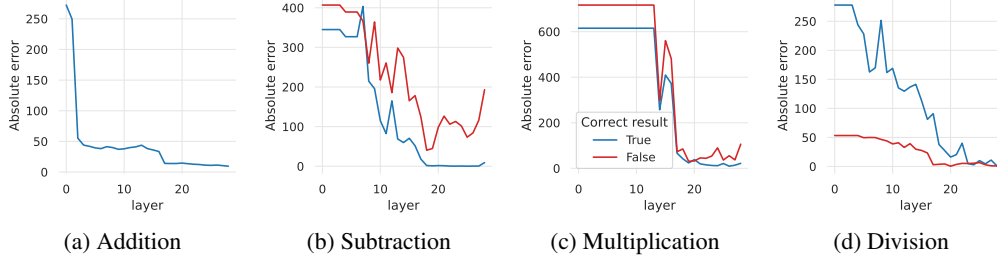 Absolute error
250
200
150
100
50
0
0
10
20
layer
(a) Addition
Absolute error
400
300
200
100
0
0
10
20
layer
(b) Subtraction
Absolute error
600
400
200
0
Correct result
True
False
0
10
20
layer
(c) Multiplication
Absolute error
250
200
150
100
50
0
0
10
20
layer
(d) Division